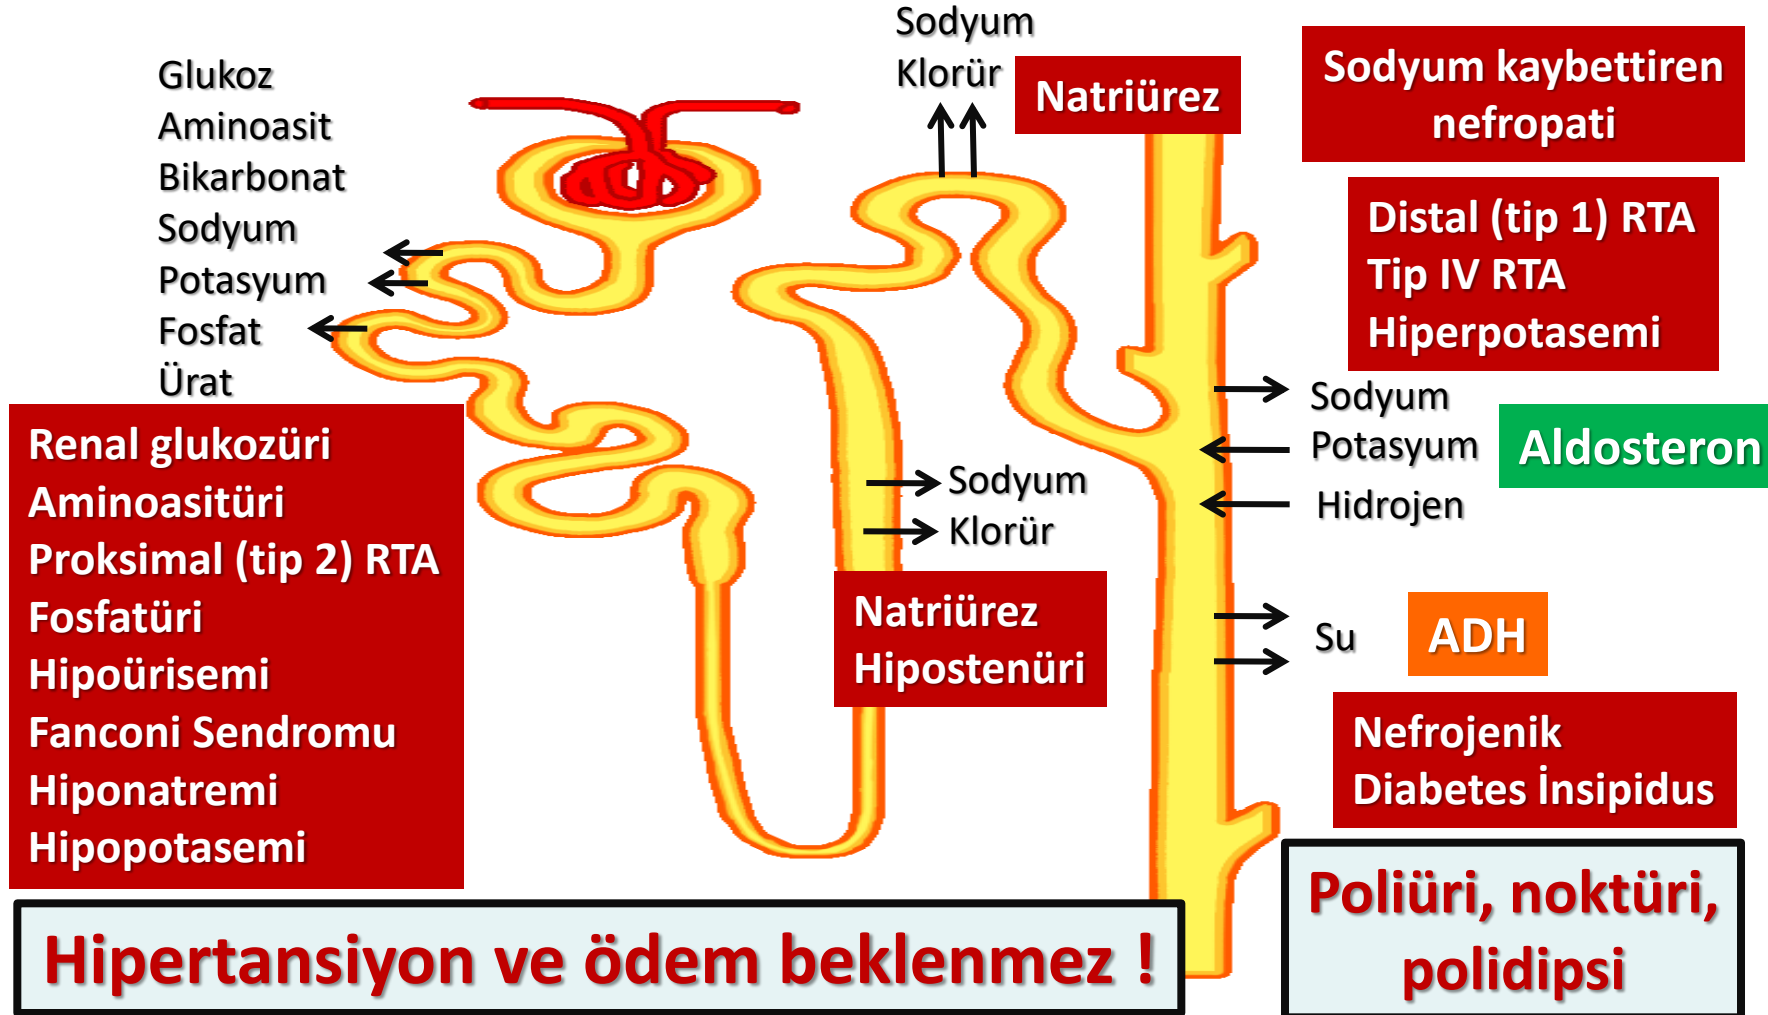 Glukoz
Aminoasit
Bikarbonat
Sodyum
Potasyum
Fosfat
Ürat
Renal glukozüri
Aminoasitüri
Proksimal (tip 2) RTA
Fosfatüri
Hipoürisemi
Fanconi Sendromu
Hiponatremi
Hipopotasemi
Sodyum
Klorür
Natriürez
Sodyum
Klorür
Natriürez
Hipostenüri
Sodyum kaybettiren
nefropati
Distal (tip 1) RTA
Tip IV RTA
Hiperpotasemi
Sodyum
Potasyum
Aldosteron
Hidrojen
Su
ADH
Nefrojenik
Diabetes İnsipidus
Hipertansiyon ve ödem beklenmez !
Poliüri, noktüri,
polidipsi